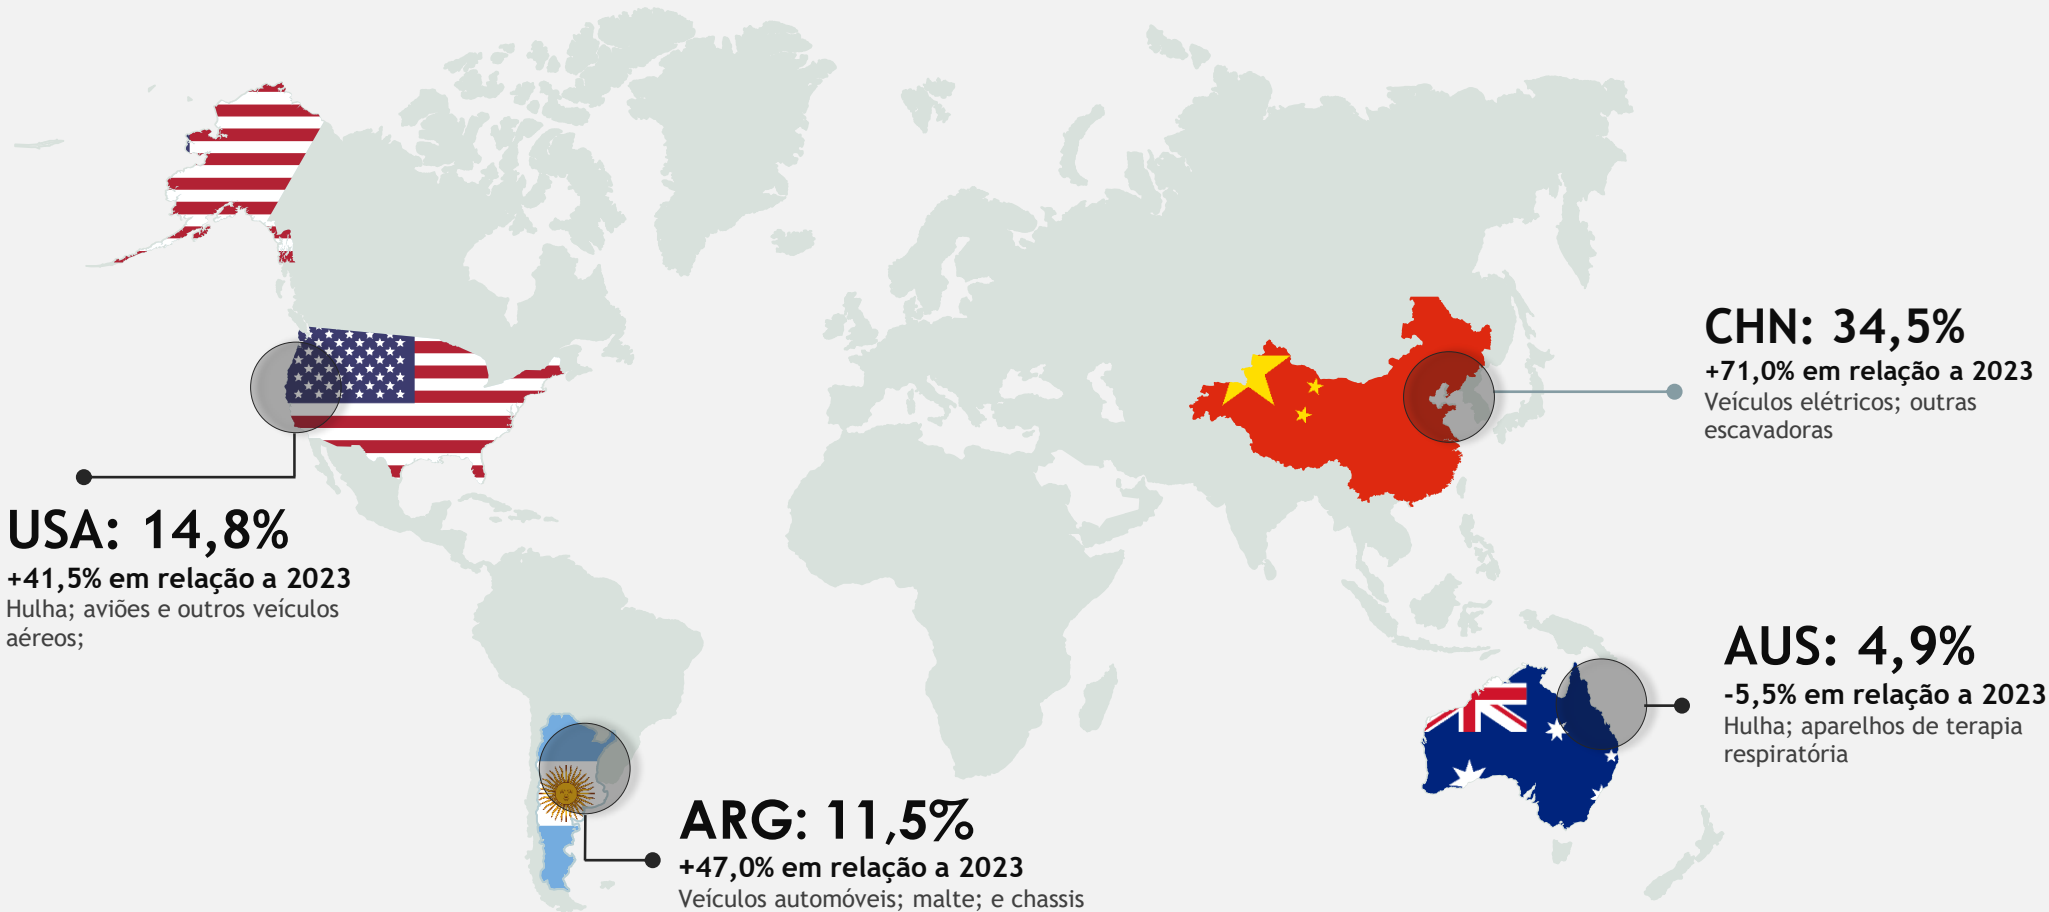 CHN: 34,5%
+71,0% em relação a 2023
Veículos elétricos; outras
escavadoras
USA: 14,8%
+41,5% em relação a 2023
Hulha; aviões e outros veículos
aéreos;
AUS: 4,9%
-5,5% em relação a 2023
Hulha; aparelhos de terapia
respiratória
ARG: 11,5%
+47,0% em relação a 2023
Veículos automóveis; malte; e chassis